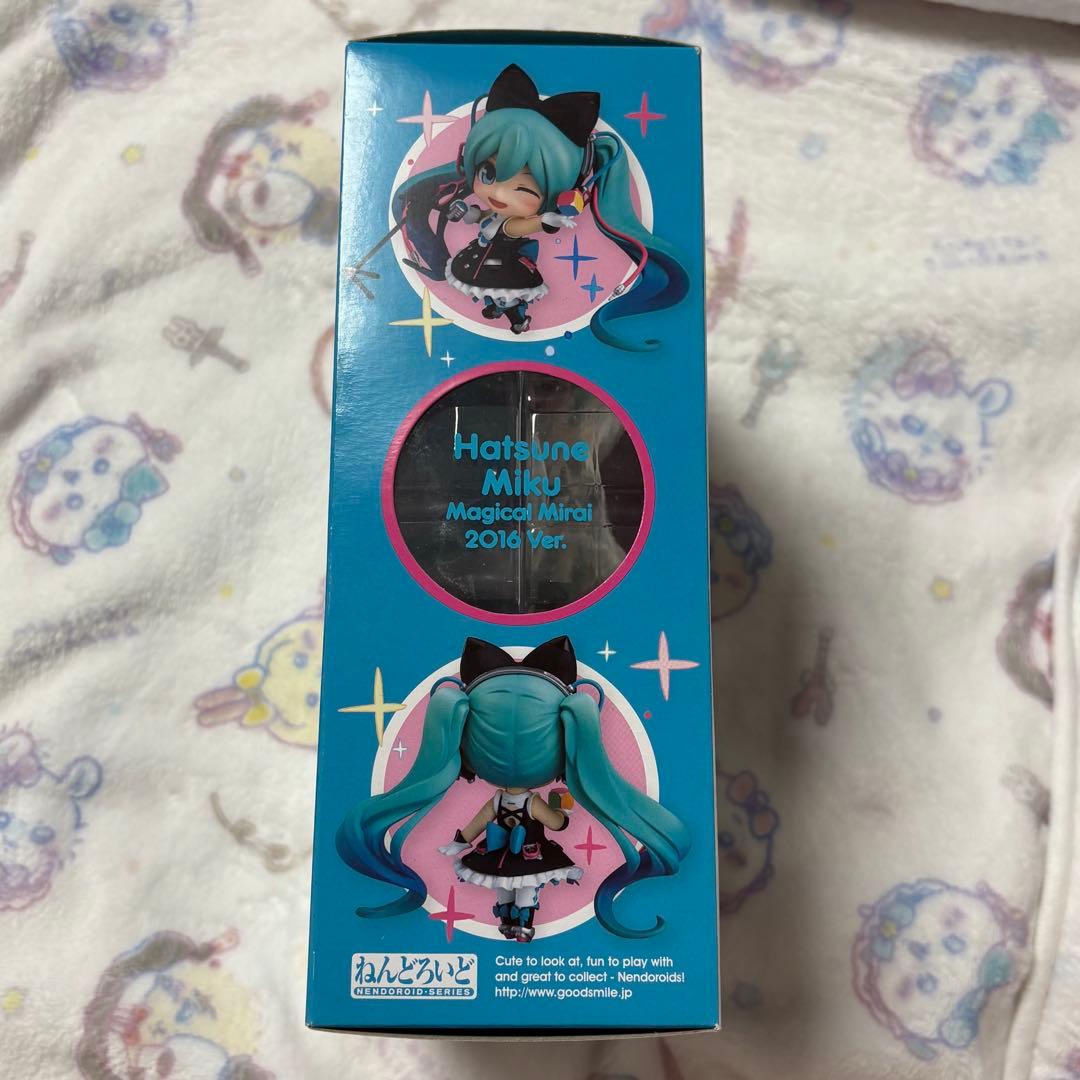 Hatsune
Miku
Magical Mirai
2016 Ver.
ねんどろいど
NENDOROID・SERIES
Cute to look at, fun to play with
and great to collect - Nendoroids!
http://www.goodsmile.jp